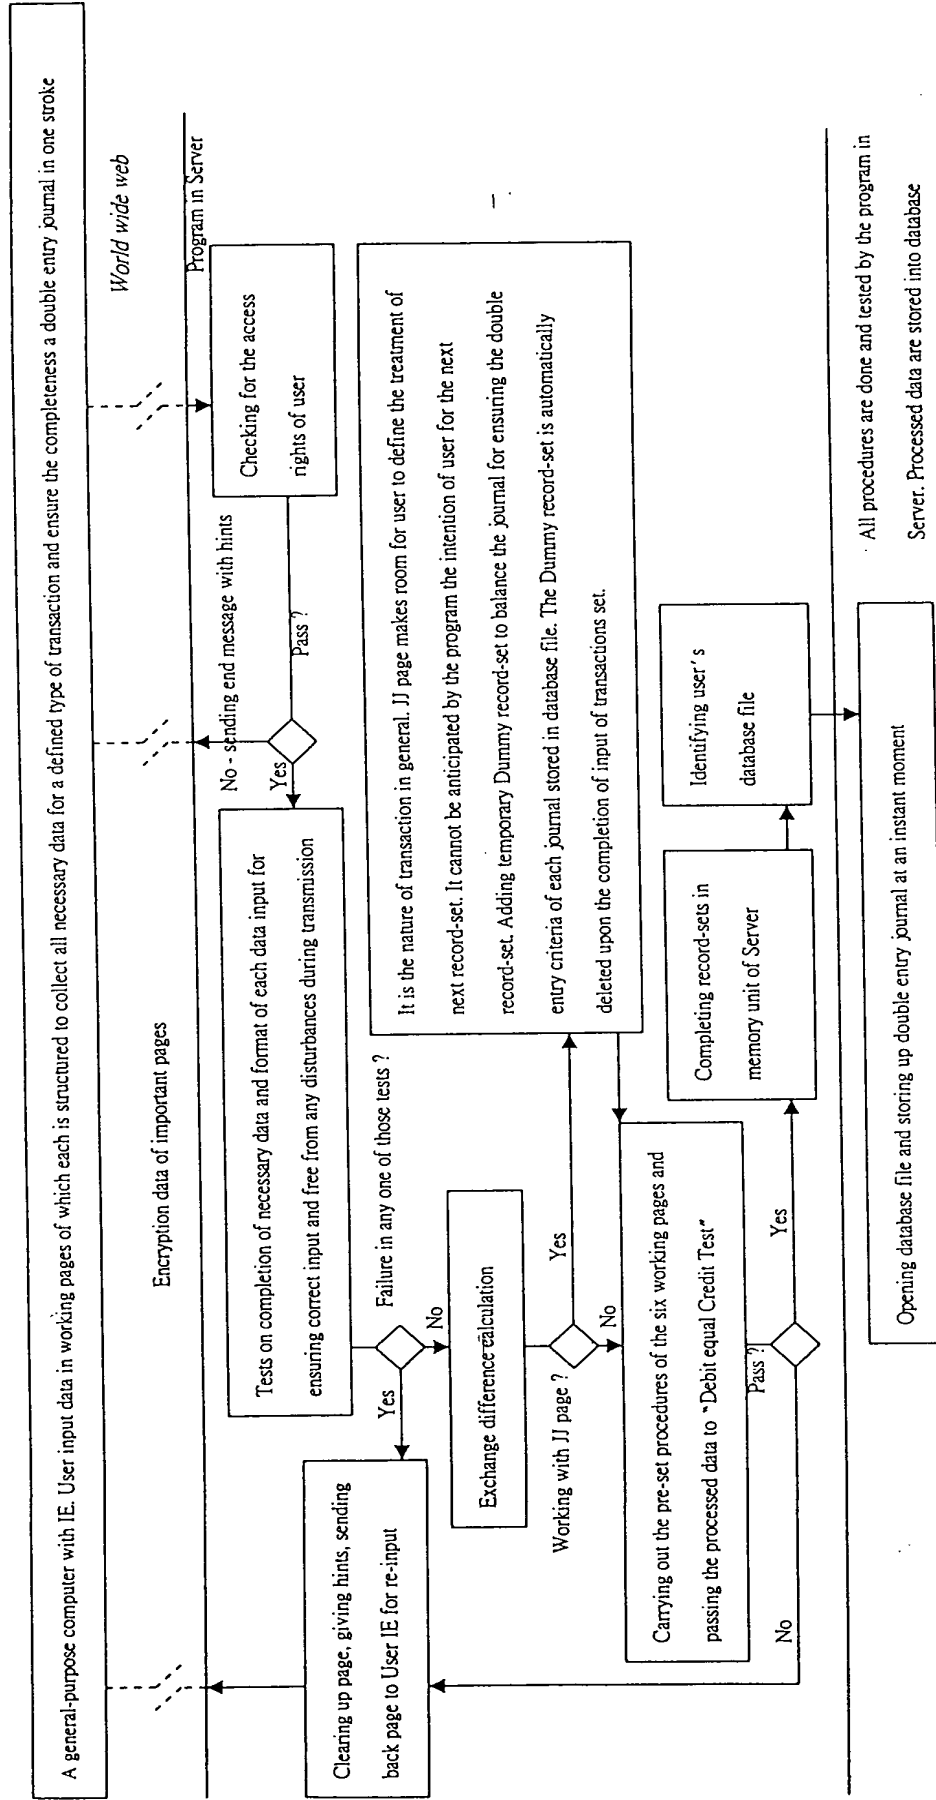 A general-purpose computer with IE. User input data in working pages of which each is structured to collect all necessary data for a defined type of transaction and ensure the completeness a double entry journal in one stroke
Encryption data of important pages
World wide web
Program in Server
Checking for the access
rights of user
No - sending end message with hints
Pass ?
Yes
Tests on completion of necessary data and format of each data input for
ensuring correct input and free from any disturbances during transmission
Failure in any one of those tests ?
Yes
No
Clearing up page, giving hints, sending
back page to User IE for re-input
Exchange difference calculation
Working with JJ page ?
Yes
No
It is the nature of transaction in general. JJ page makes room for user to define the treatment of
next record-set. It cannot be anticipated by the program the intention of user for the next
record-set. Adding temporary Dummy record-set to balance the journal for ensuring the double
entry criteria of each journal stored in database file. The Dummy record-set is automatically
deleted upon the completion of input of transactions set.
Carrying out the pre-set procedures of the six working pages and
passing the processed data to "Debit equal Credit Test"
Pass ?
No
Yes
Completing record-sets in
memory unit of Server
Identifying user's
database file
Opening database file and storing up double entry journal at an instant moment
All procedures are done and tested by the program in
Server. Processed data are stored into database